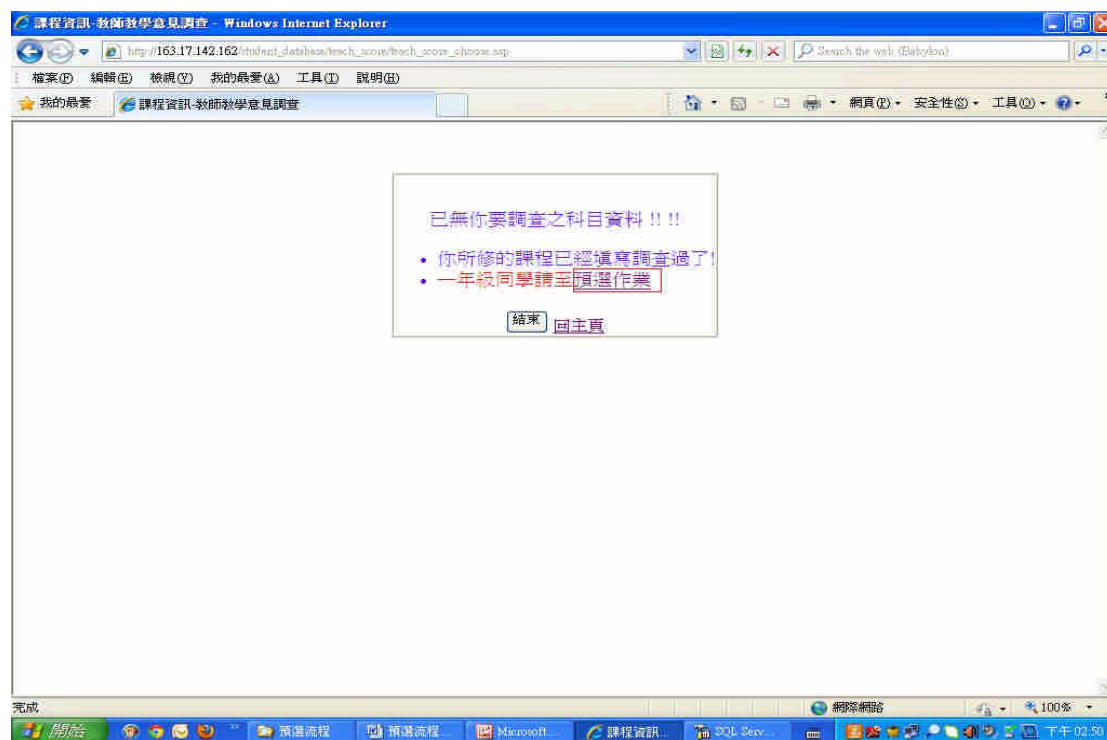 課程資訊-教師教學意見調查 - Windows Internet Explorer
http://163.17.142.162/student_database/teach_score/teach_score_choose.asp
Search the web (Babylon)
檔案(F) 編輯(E) 檢視(V) 我的最愛(A) 工具(T) 說明(H)
我的最愛 課程資訊-教師教學意見調查 網頁(P) 安全性(S) 工具(O)
已無你要調查之科目資料 !! !!
• 你所修的課程已經填寫調查過了!
• 一年級同學請至預選作業
結束 回主頁
完成 網際網路 100%
開始 預選流程 預選流程... Microsoft... 課程資訊... SQL Serv... 下午 02:50